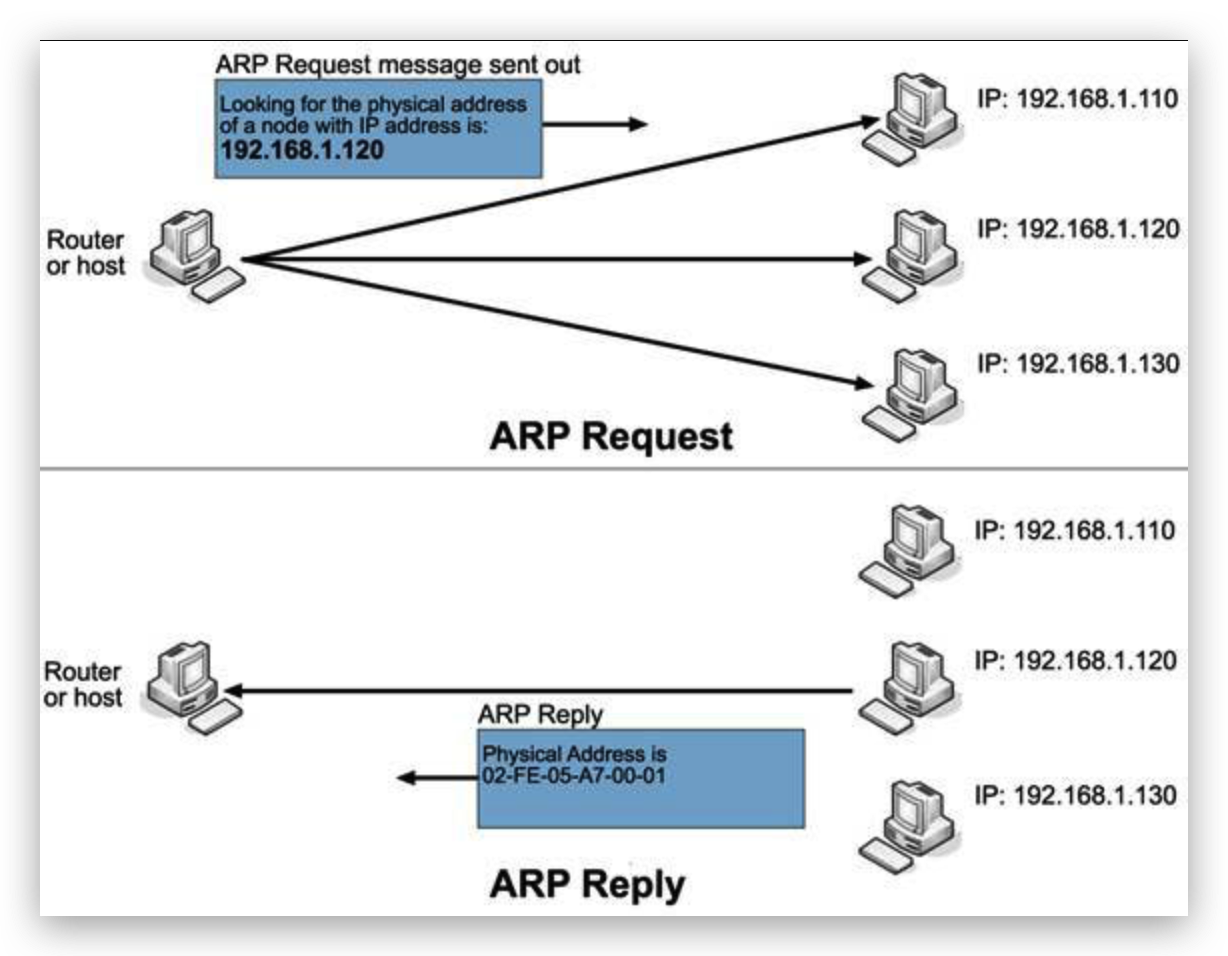 ARP Request message sent out
Looking for the physical address
of a node with IP address is:
192.168.1.120
IP: 192.168.1.110
Router
or host
IP: 192.168.1.120
IP: 192.168.1.130
ARP Request
IP: 192.168.1.110
Router
or host
IP: 192.168.1.120
ARP Reply
Physical Address is
02-FE-05-A7-00-01
IP: 192.168.1.130
ARP Reply